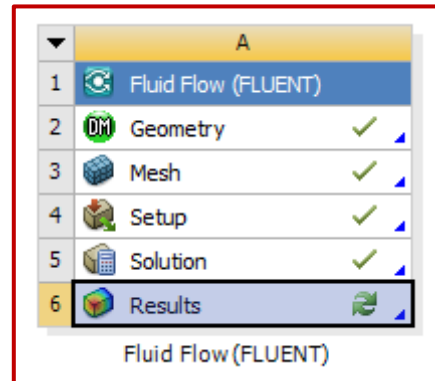 A
1 Fluid Flow (FLUENT)
2 DM Geometry
3 Mesh
4 Setup
5 Solution
6 Results
Fluid Flow (FLUENT)